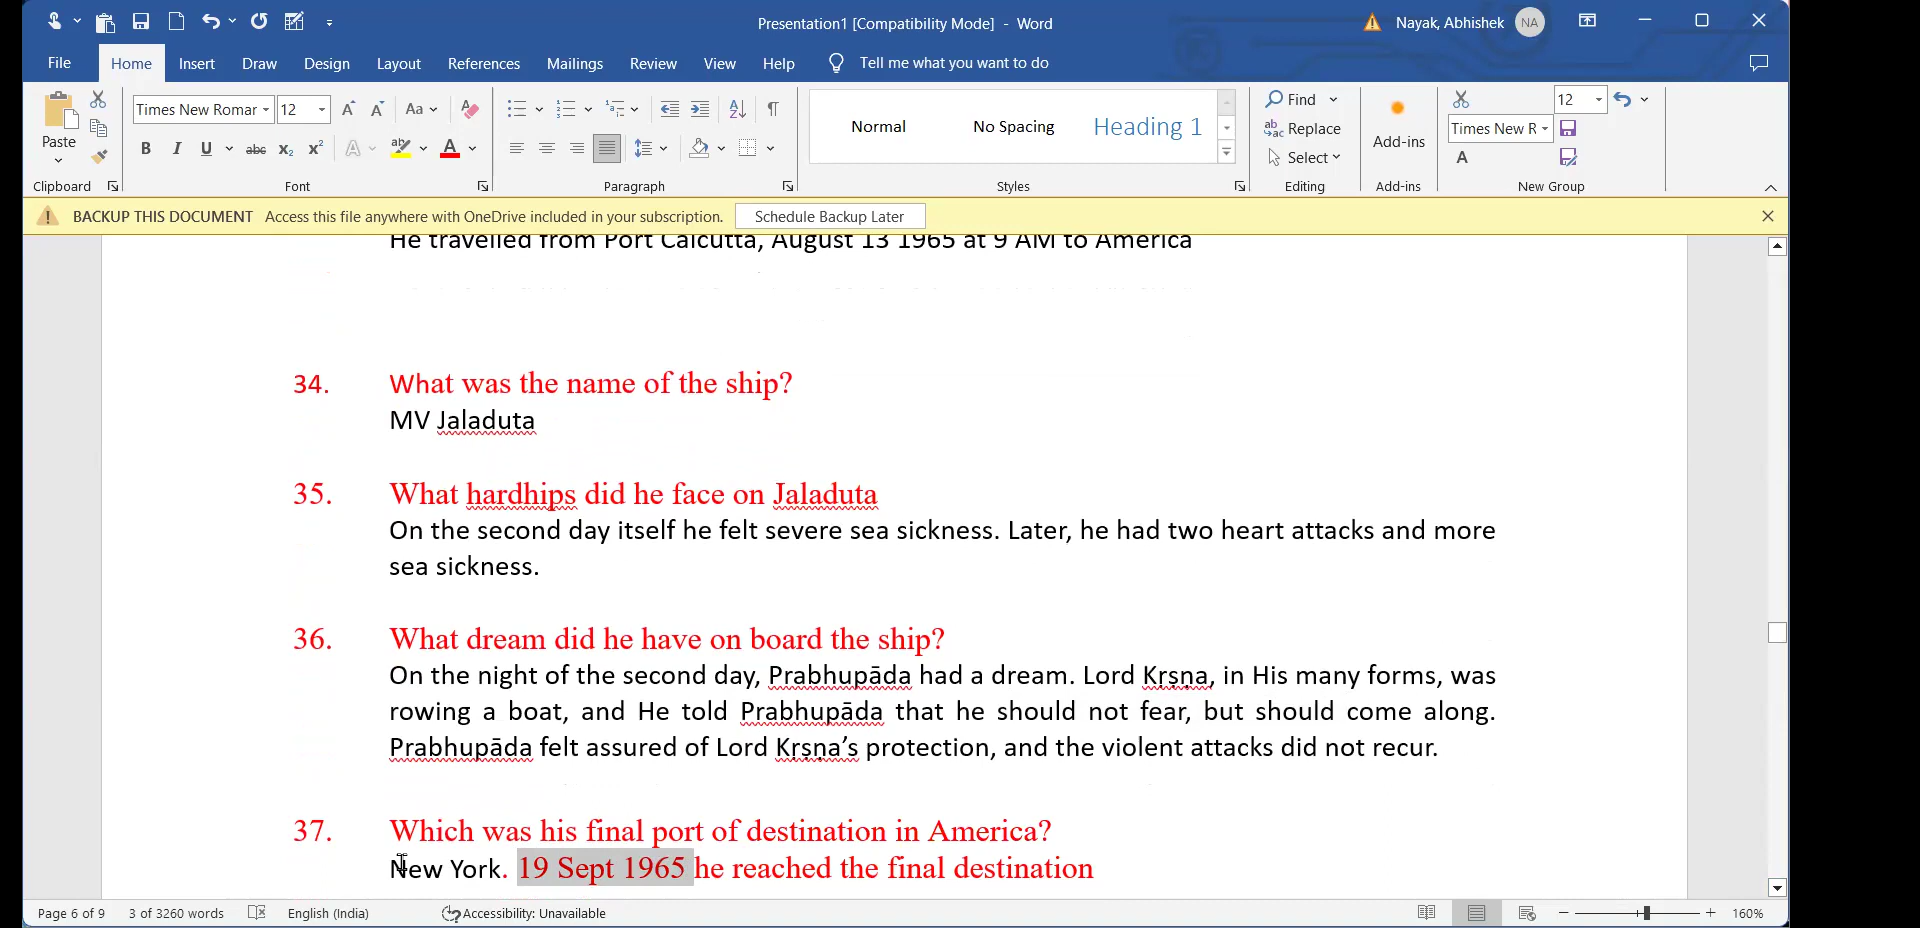 Presentation1 [Compatibility Mode] - Word
Nayak, Abhishek NA
File Home Insert Draw Design Layout References Mailings Review View Help Tell me what you want to do
Times New Romar 12 Aa
Find 12
Normal No Spacing Heading 1
Replace Times New R
Paste B I U abc x₂ x² A A
Select A
Add-ins
Clipboard Font Paragraph Styles Editing Add-ins New Group
BACKUP THIS DOCUMENT Access this file anywhere with OneDrive included in your subscription. Schedule Backup Later
He travelled from Port Calcutta, August 13 1965 at 9 AM to America
34. What was the name of the ship?
MV Jaladuta
35. What hardhips did he face on Jaladuta
On the second day itself he felt severe sea sickness. Later, he had two heart attacks and more
sea sickness.
36. What dream did he have on board the ship?
On the night of the second day, Prabhupāda had a dream. Lord Kṛṣṇa, in His many forms, was
rowing a boat, and He told Prabhupāda that he should not fear, but should come along.
Prabhupāda felt assured of Lord Kṛṣṇa’s protection, and the violent attacks did not recur.
37. Which was his final port of destination in America?
New York. 19 Sept 1965 he reached the final destination
Page 6 of 9 3 of 3260 words English (India) Accessibility: Unavailable 160%